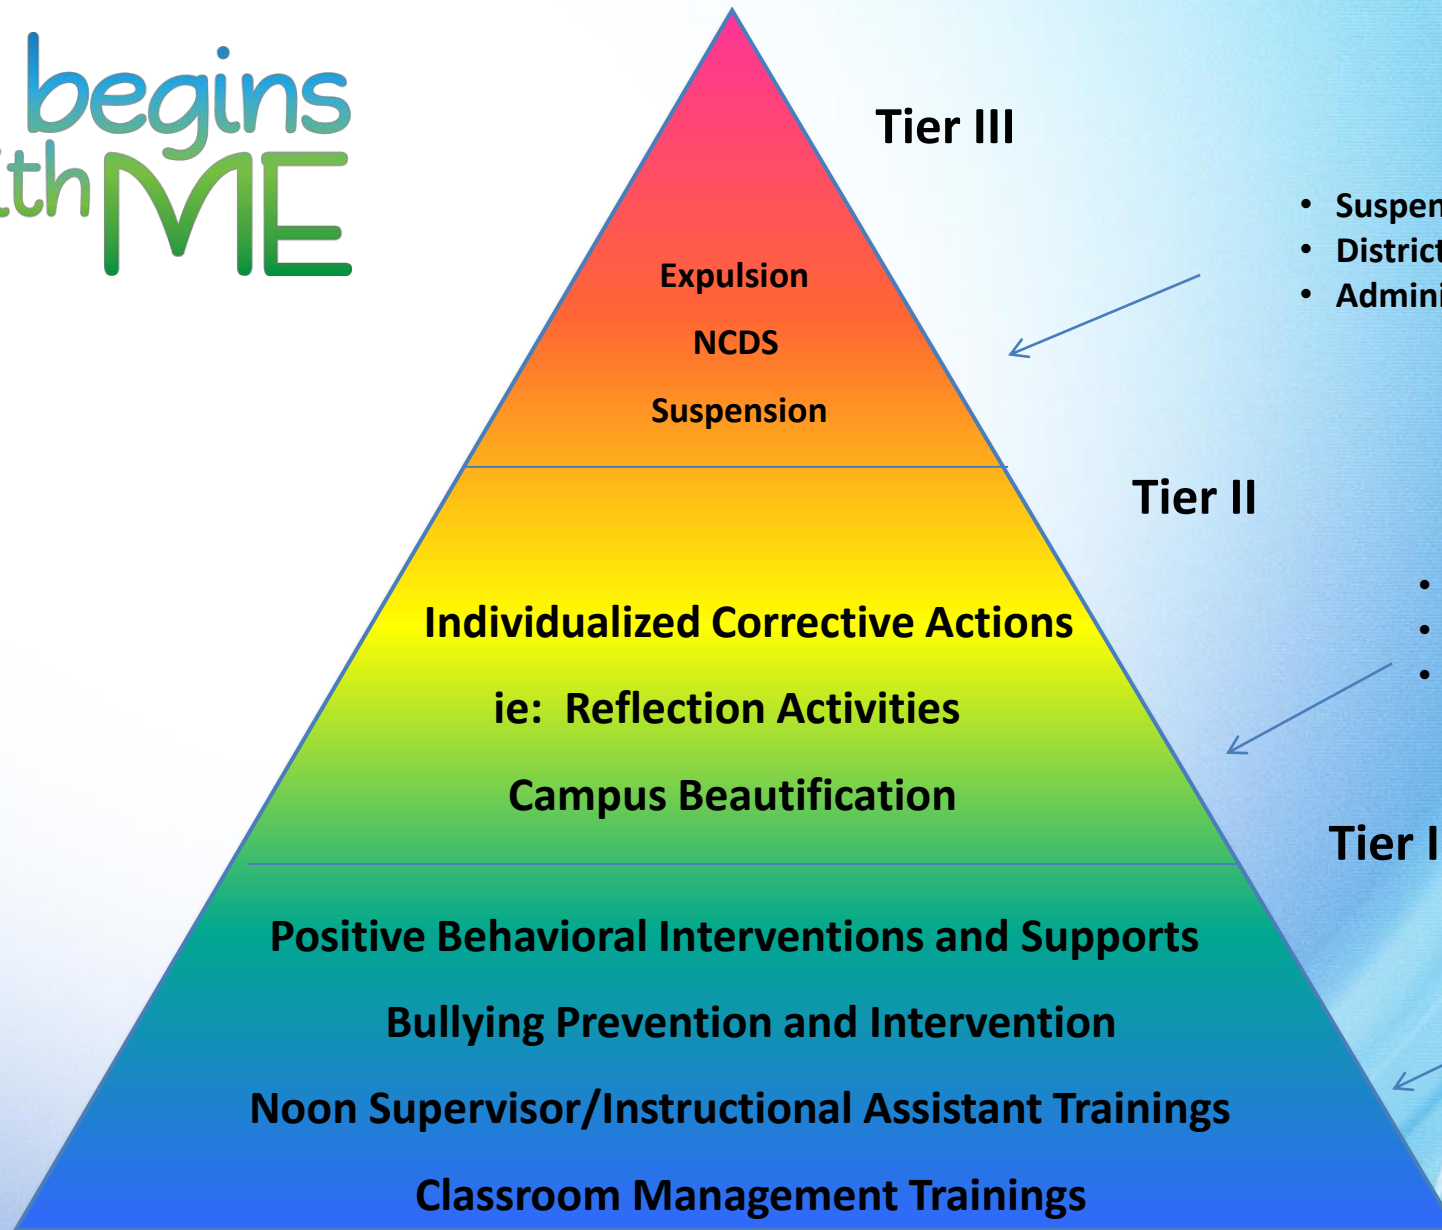 begins
ME
Tier III
Expulsion
NCDS
Suspension
Tier II
Individualized Corrective Actions
ie: Reflection Activities
Campus Beautification
Tier I
Positive Behavioral Interventions and Supports
Bullying Prevention and Intervention
Noon Supervisor/Instructional Assistant Trainings
Classroom Management Trainings